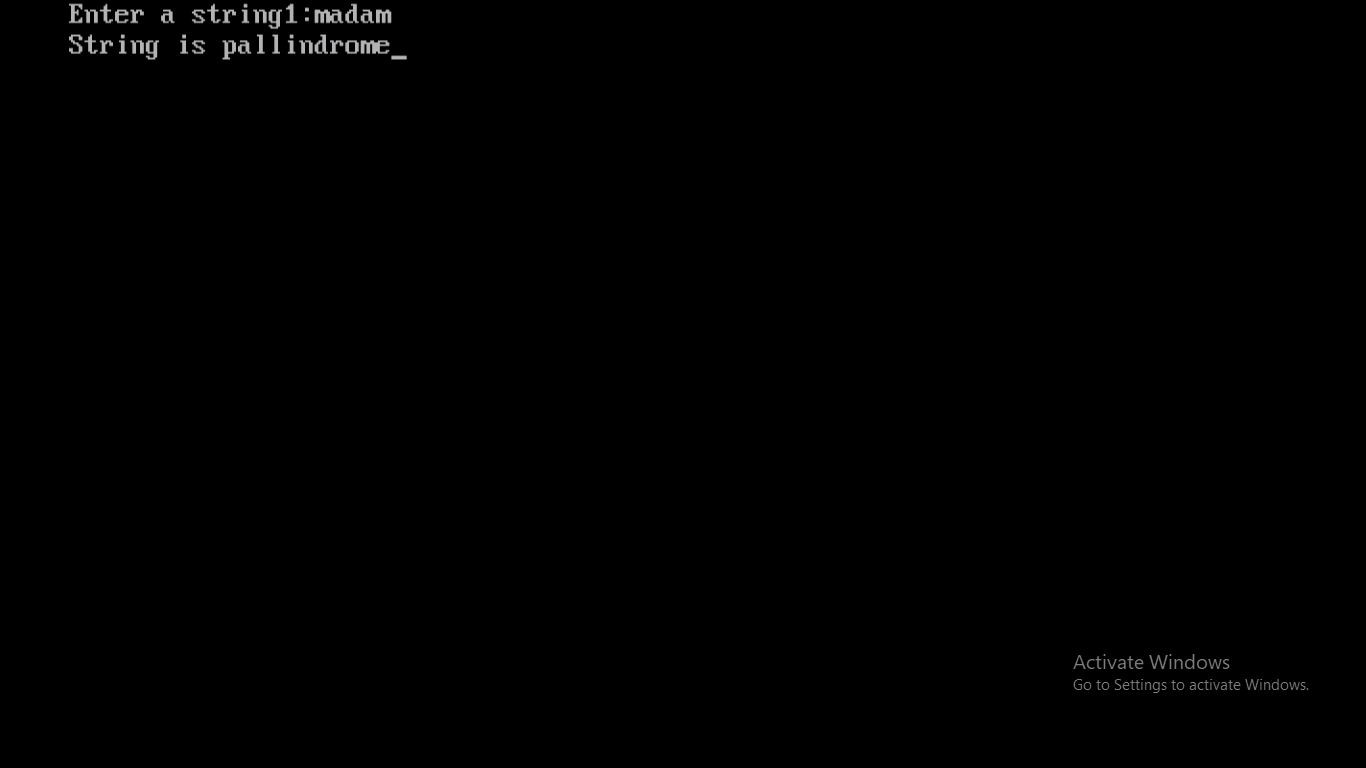 Enter a string1:madam
String is pallindrome_
Activate Windows
Go to Settings to activate Windows.